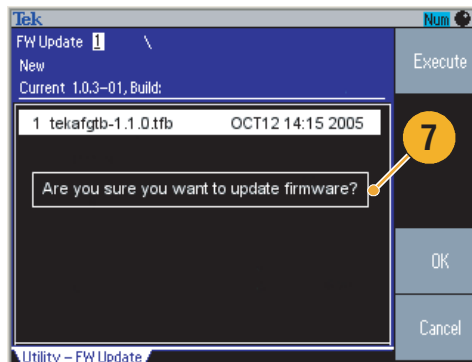 Tek Num
FW Update 1 \
New
Current 1.0.3-01, Build:
Execute
1 tekafgtb-1.1.0.tfb OCT12 14:15 2005
7
Are you sure you want to update firmware?
OK
Cancel
Utility - FW Update